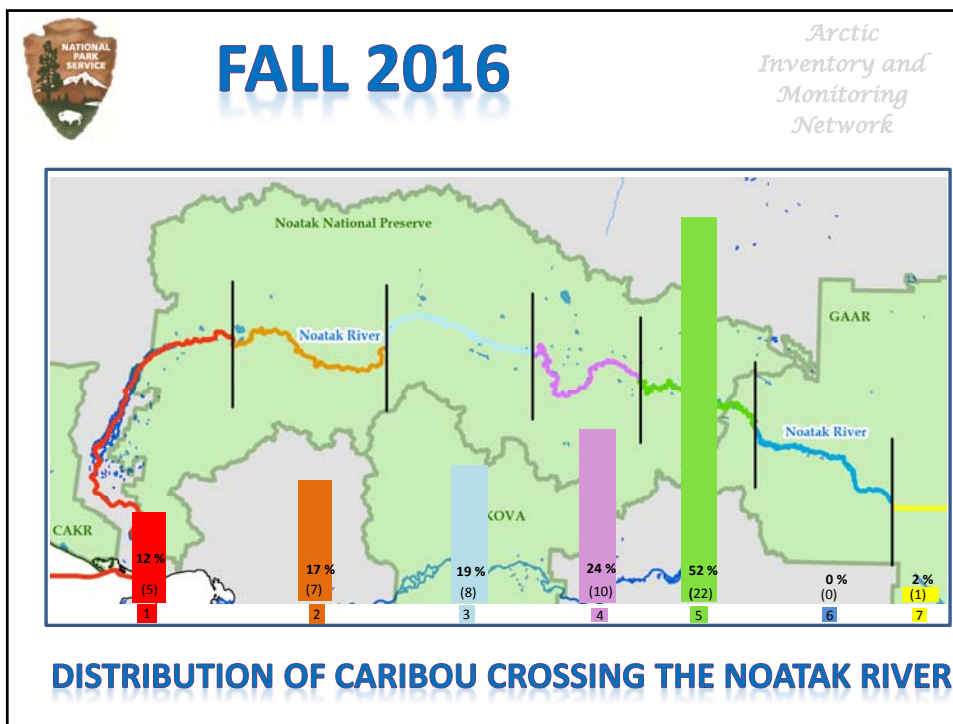 NATIONAL
PARK
SERVICE
FALL 2016
Arctic
Inventory and
Monitoring
Network
Noatak National Preserve
GAAR
Noatak River
Noatak River
KOVA
CAKR
12 %
(5)
1
17 %
(7)
2
19 %
(8)
3
24 %
(10)
4
52 %
(22)
5
0 %
(0)
6
2 %
(1)
7
DISTRIBUTION OF CARIBOU CROSSING THE NOATAK RIVER